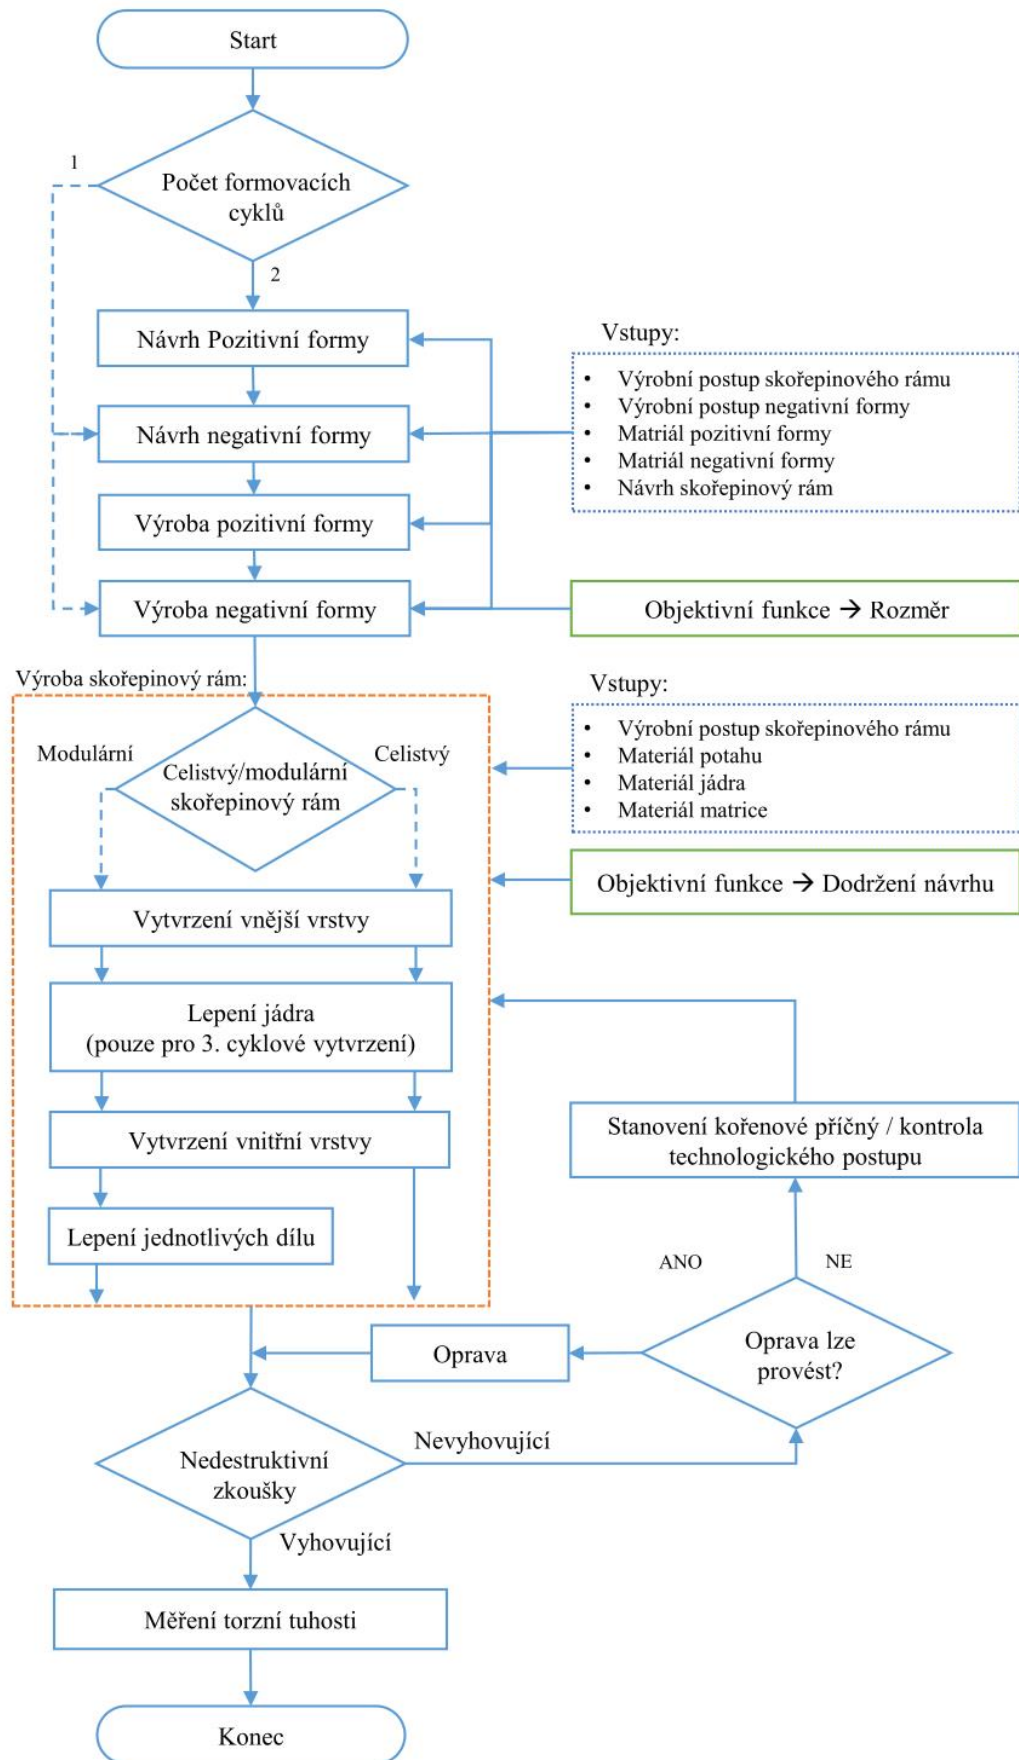 Start
1
Počet formovacích
cyklů
2
Návrh Pozitivní formy
Návrh negativní formy
Výroba pozitivní formy
Výroba negativní formy
Vstupy:
• Výrobní postup skořepinového rámu
• Výrobní postup negativní formy
• Matriál pozitivní formy
• Matriál negativní formy
• Návrh skořepinový rám
Objektivní funkce → Rozměr
Výroba skořepinový rám:
Modulární
Celistvý
Celistvý/modulární
skořepinový rám
Vstupy:
• Výrobní postup skořepinového rámu
• Materiál potahu
• Materiál jádra
• Materiál matrice
Objektivní funkce → Dodržení návrhu
Vytvrzení vnější vrstvy
Lepení jádra
(pouze pro 3. cyklové vytvrzení)
Vytvrzení vnitřní vrstvy
Lepení jednotlivých dílu
Stanovení kořenové příčný / kontrola
technologického postupu
ANO
NE
Oprava lze
provést?
Oprava
Nedestruktivní
zkoušky
Nevyhovující
Vyhovující
Měření torzní tuhosti
Konec